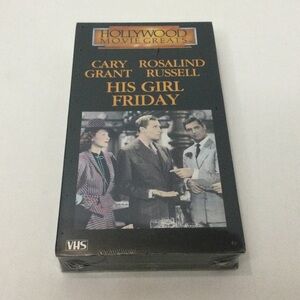 HOLLYWOOD
MOVIE GREATS
CARY ROSALIND
GRANT RUSSELL
HIS GIRL
FRIDAY
VHS